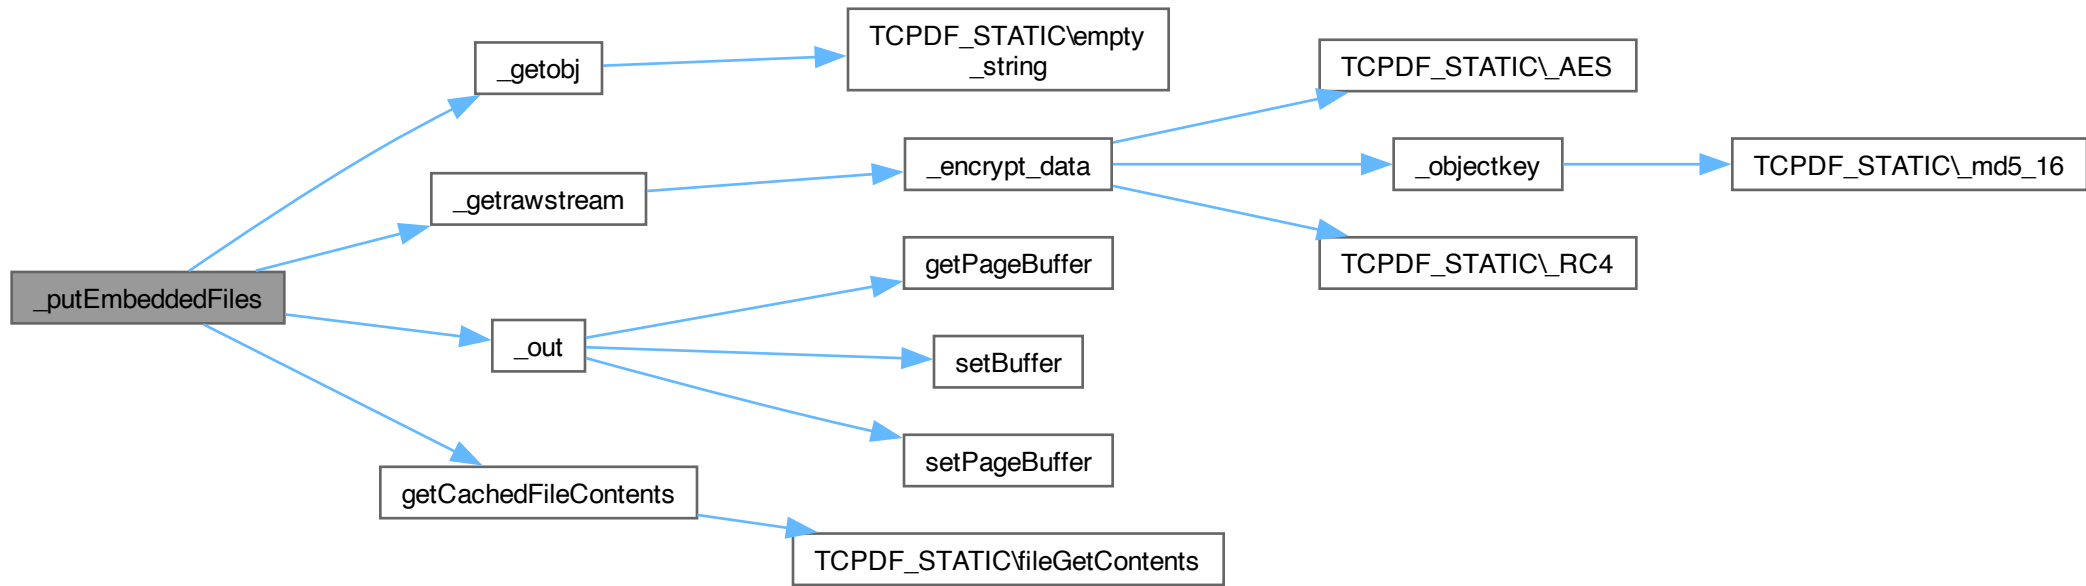 _putEmbeddedFiles
_getobj
TCPDF_STATIC\empty
_string
_getrawstream
_encrypt_data
TCPDF_STATIC\_AES
_objectkey
TCPDF_STATIC\_md5_16
TCPDF_STATIC\_RC4
_out
getPageBuffer
setBuffer
setPageBuffer
getCachedFileContents
TCPDF_STATIC\fileGetContents